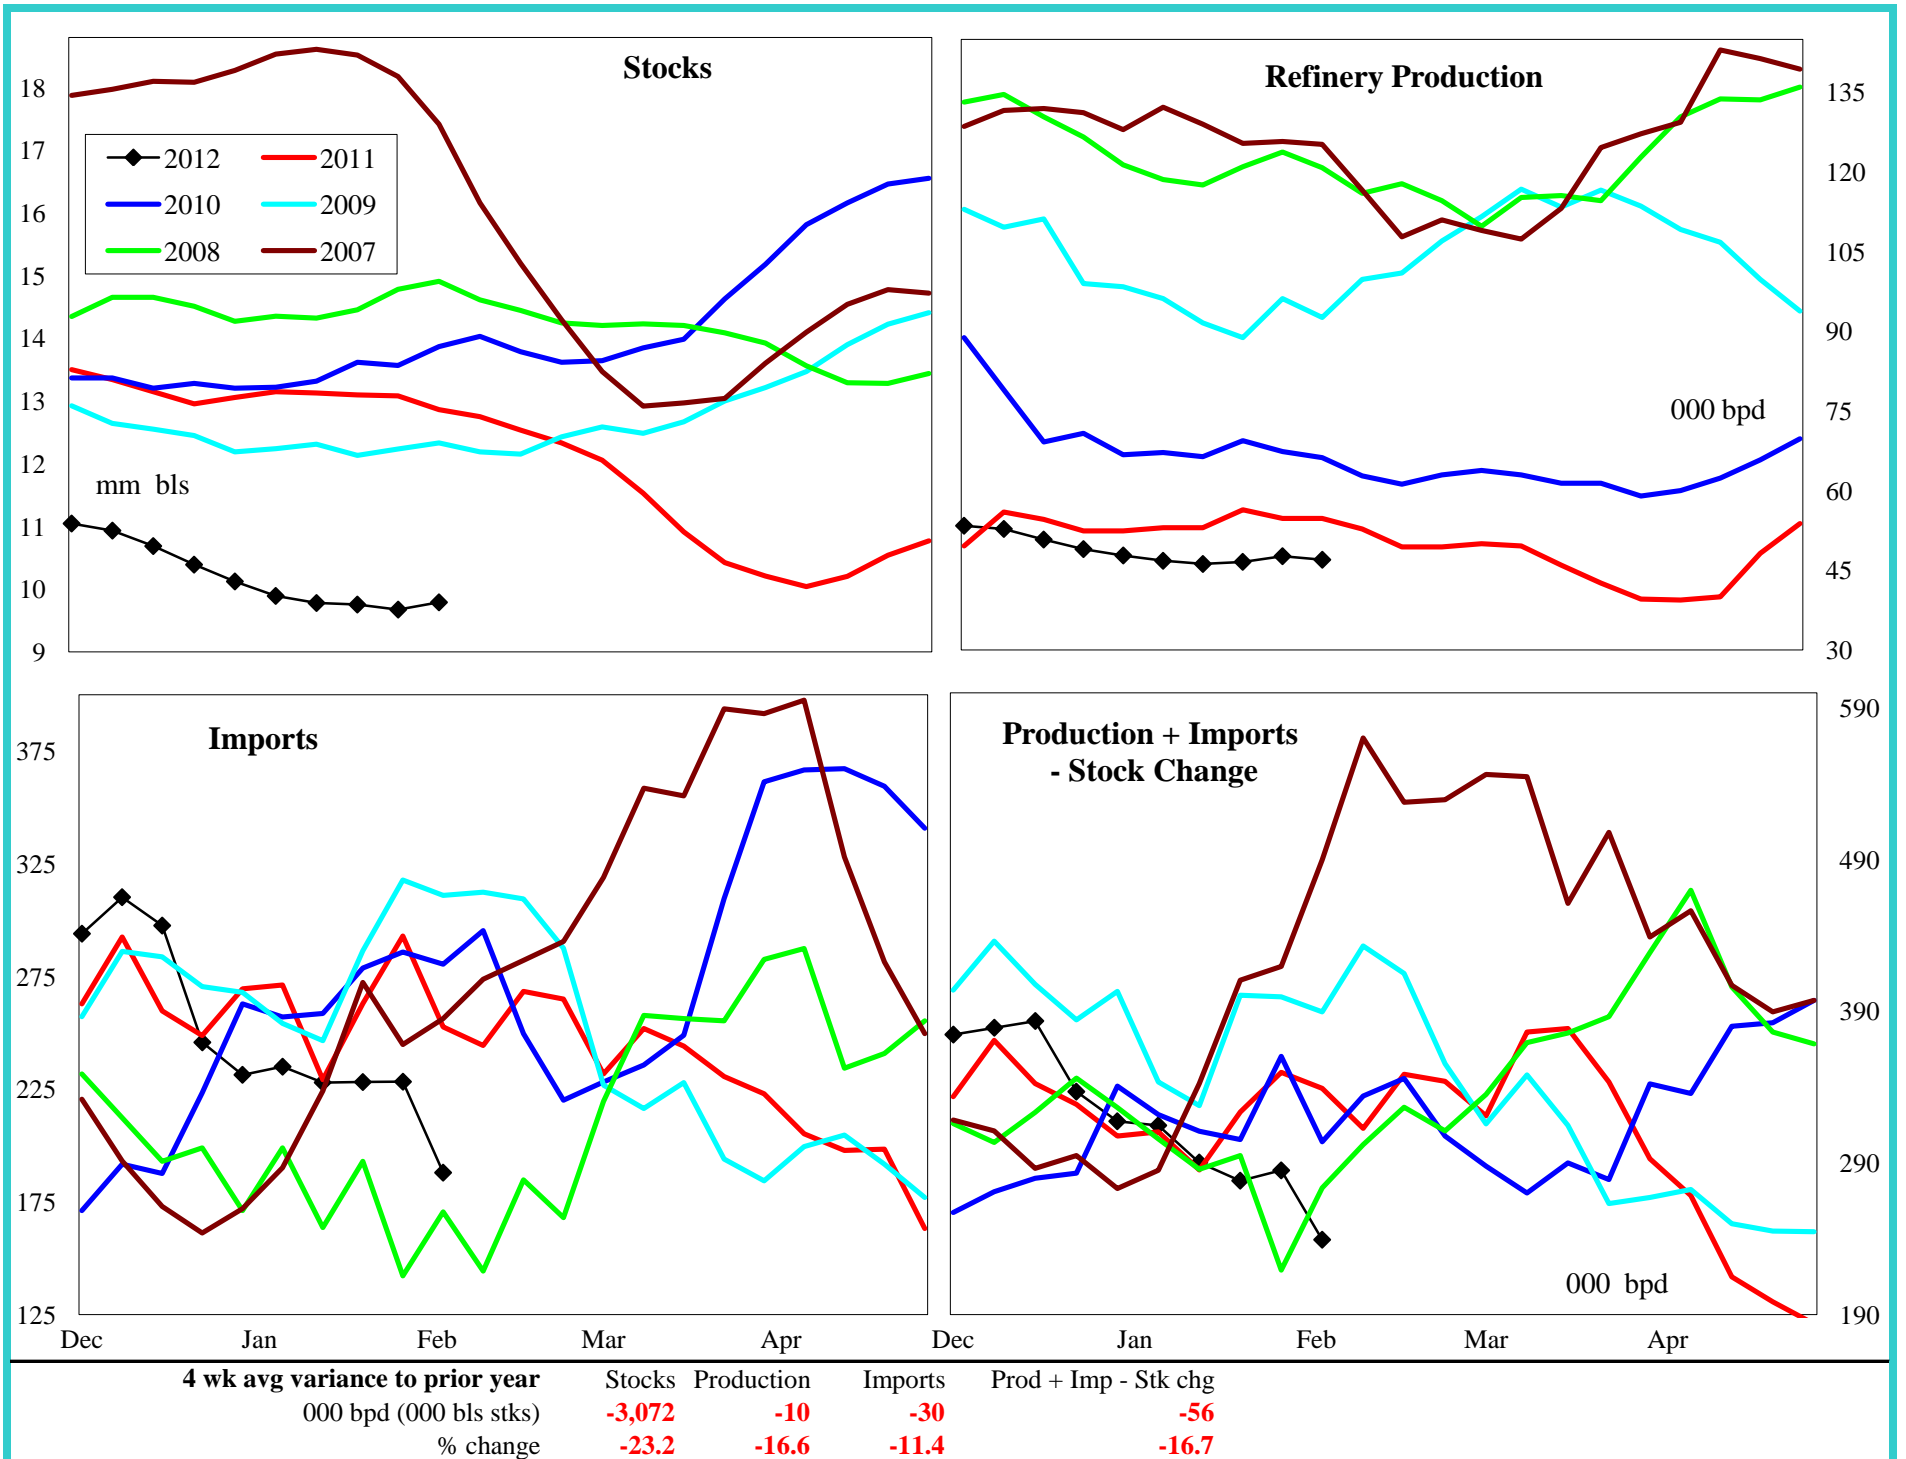 Stocks
18
17
16
15
14
13
12
11
10
9
2012 2011
2010 2009
2008 2007
mm bls
Refinery Production
135
120
105
90
75
60
45
30
000 bpd
Imports
375
325
275
225
175
125
Dec Jan Feb Mar Apr
Production + Imports
- Stock Change
590
490
390
290
190
000 bpd
Dec Jan Feb Mar Apr
4 wk avg variance to prior year Stocks Production Imports Prod + Imp - Stk chg
000 bpd (000 bls stks) -3,072 -10 -30 -56
% change -23.2 -16.6 -11.4 -16.7